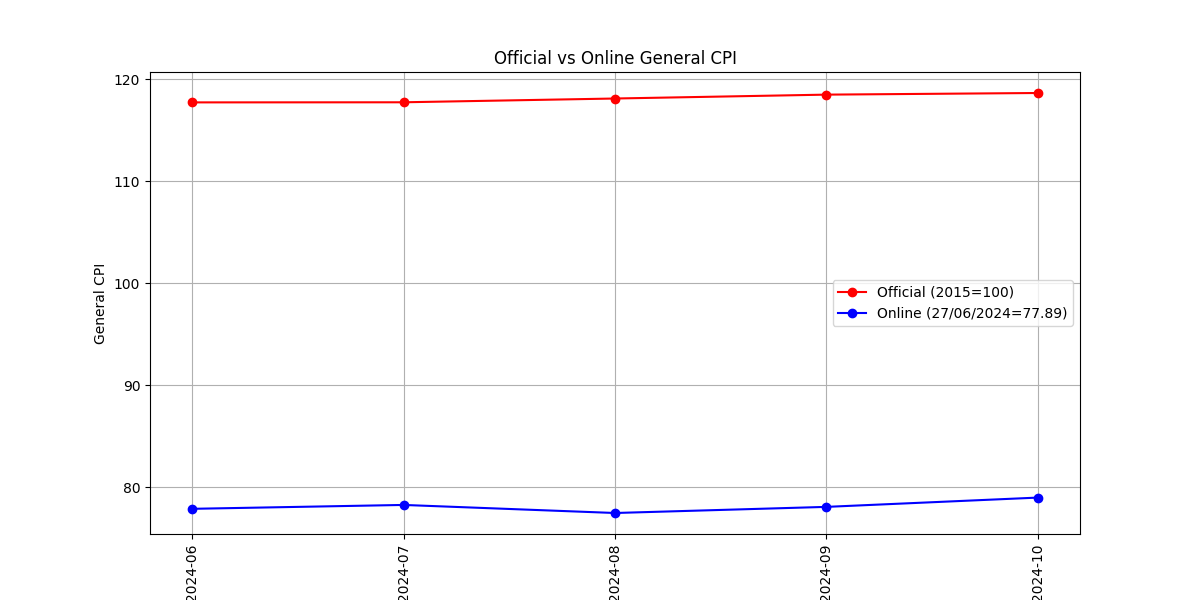 Official vs Online General CPI
120
110
100
90
80
General CPI
Official (2015=100)
Online (27/06/2024=77.89)
2024-06
2024-07
2024-08
2024-09
2024-10